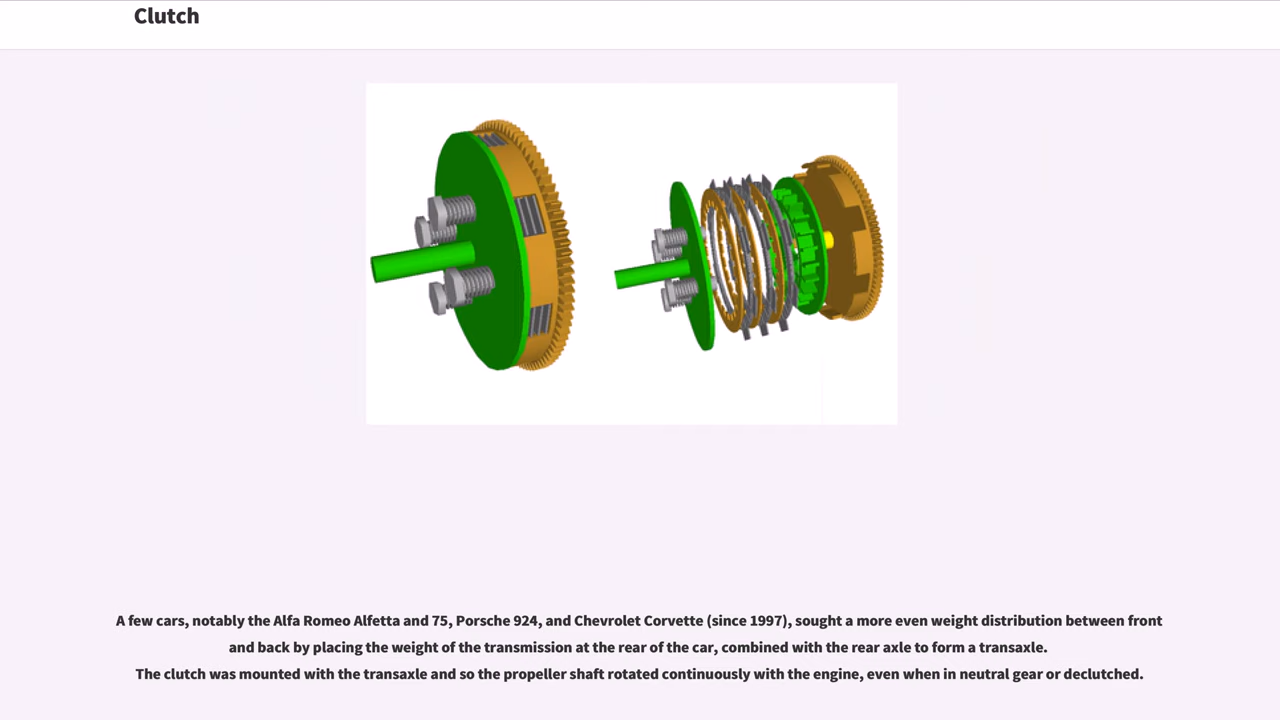 Clutch
A few cars, notably the Alfa Romeo Alfetta and 75, Porsche 924, and Chevrolet Corvette (since 1997), sought a more even weight distribution between front
and back by placing the weight of the transmission at the rear of the car, combined with the rear axle to form a transaxle.
The clutch was mounted with the transaxle and so the propeller shaft rotated continuously with the engine, even when in neutral gear or declutched.